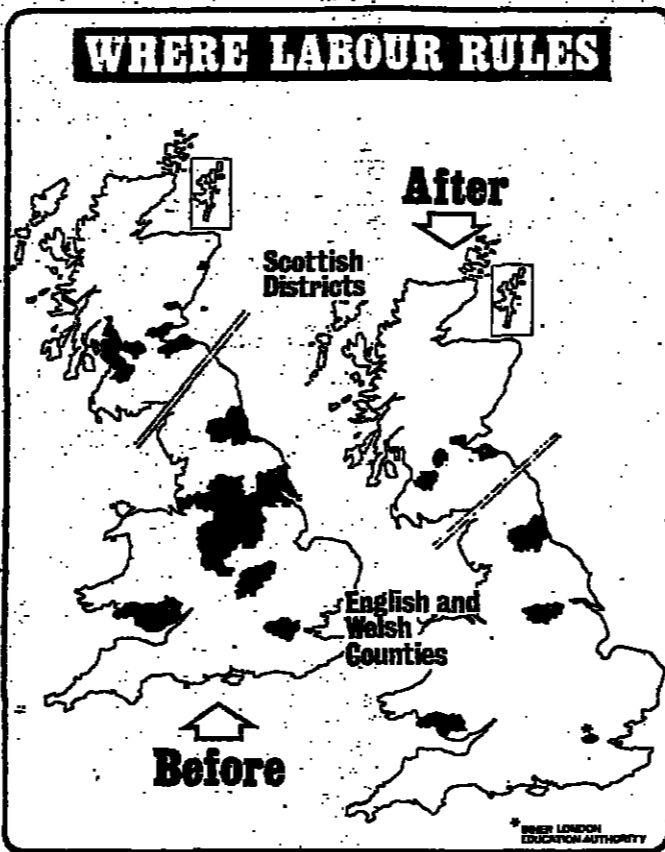 WHERE LABOUR RULES
After
Scottish
Districts
English and
Welsh
Counties
Before
* INNER LONDON
EDUCATION AUTHORITY
*